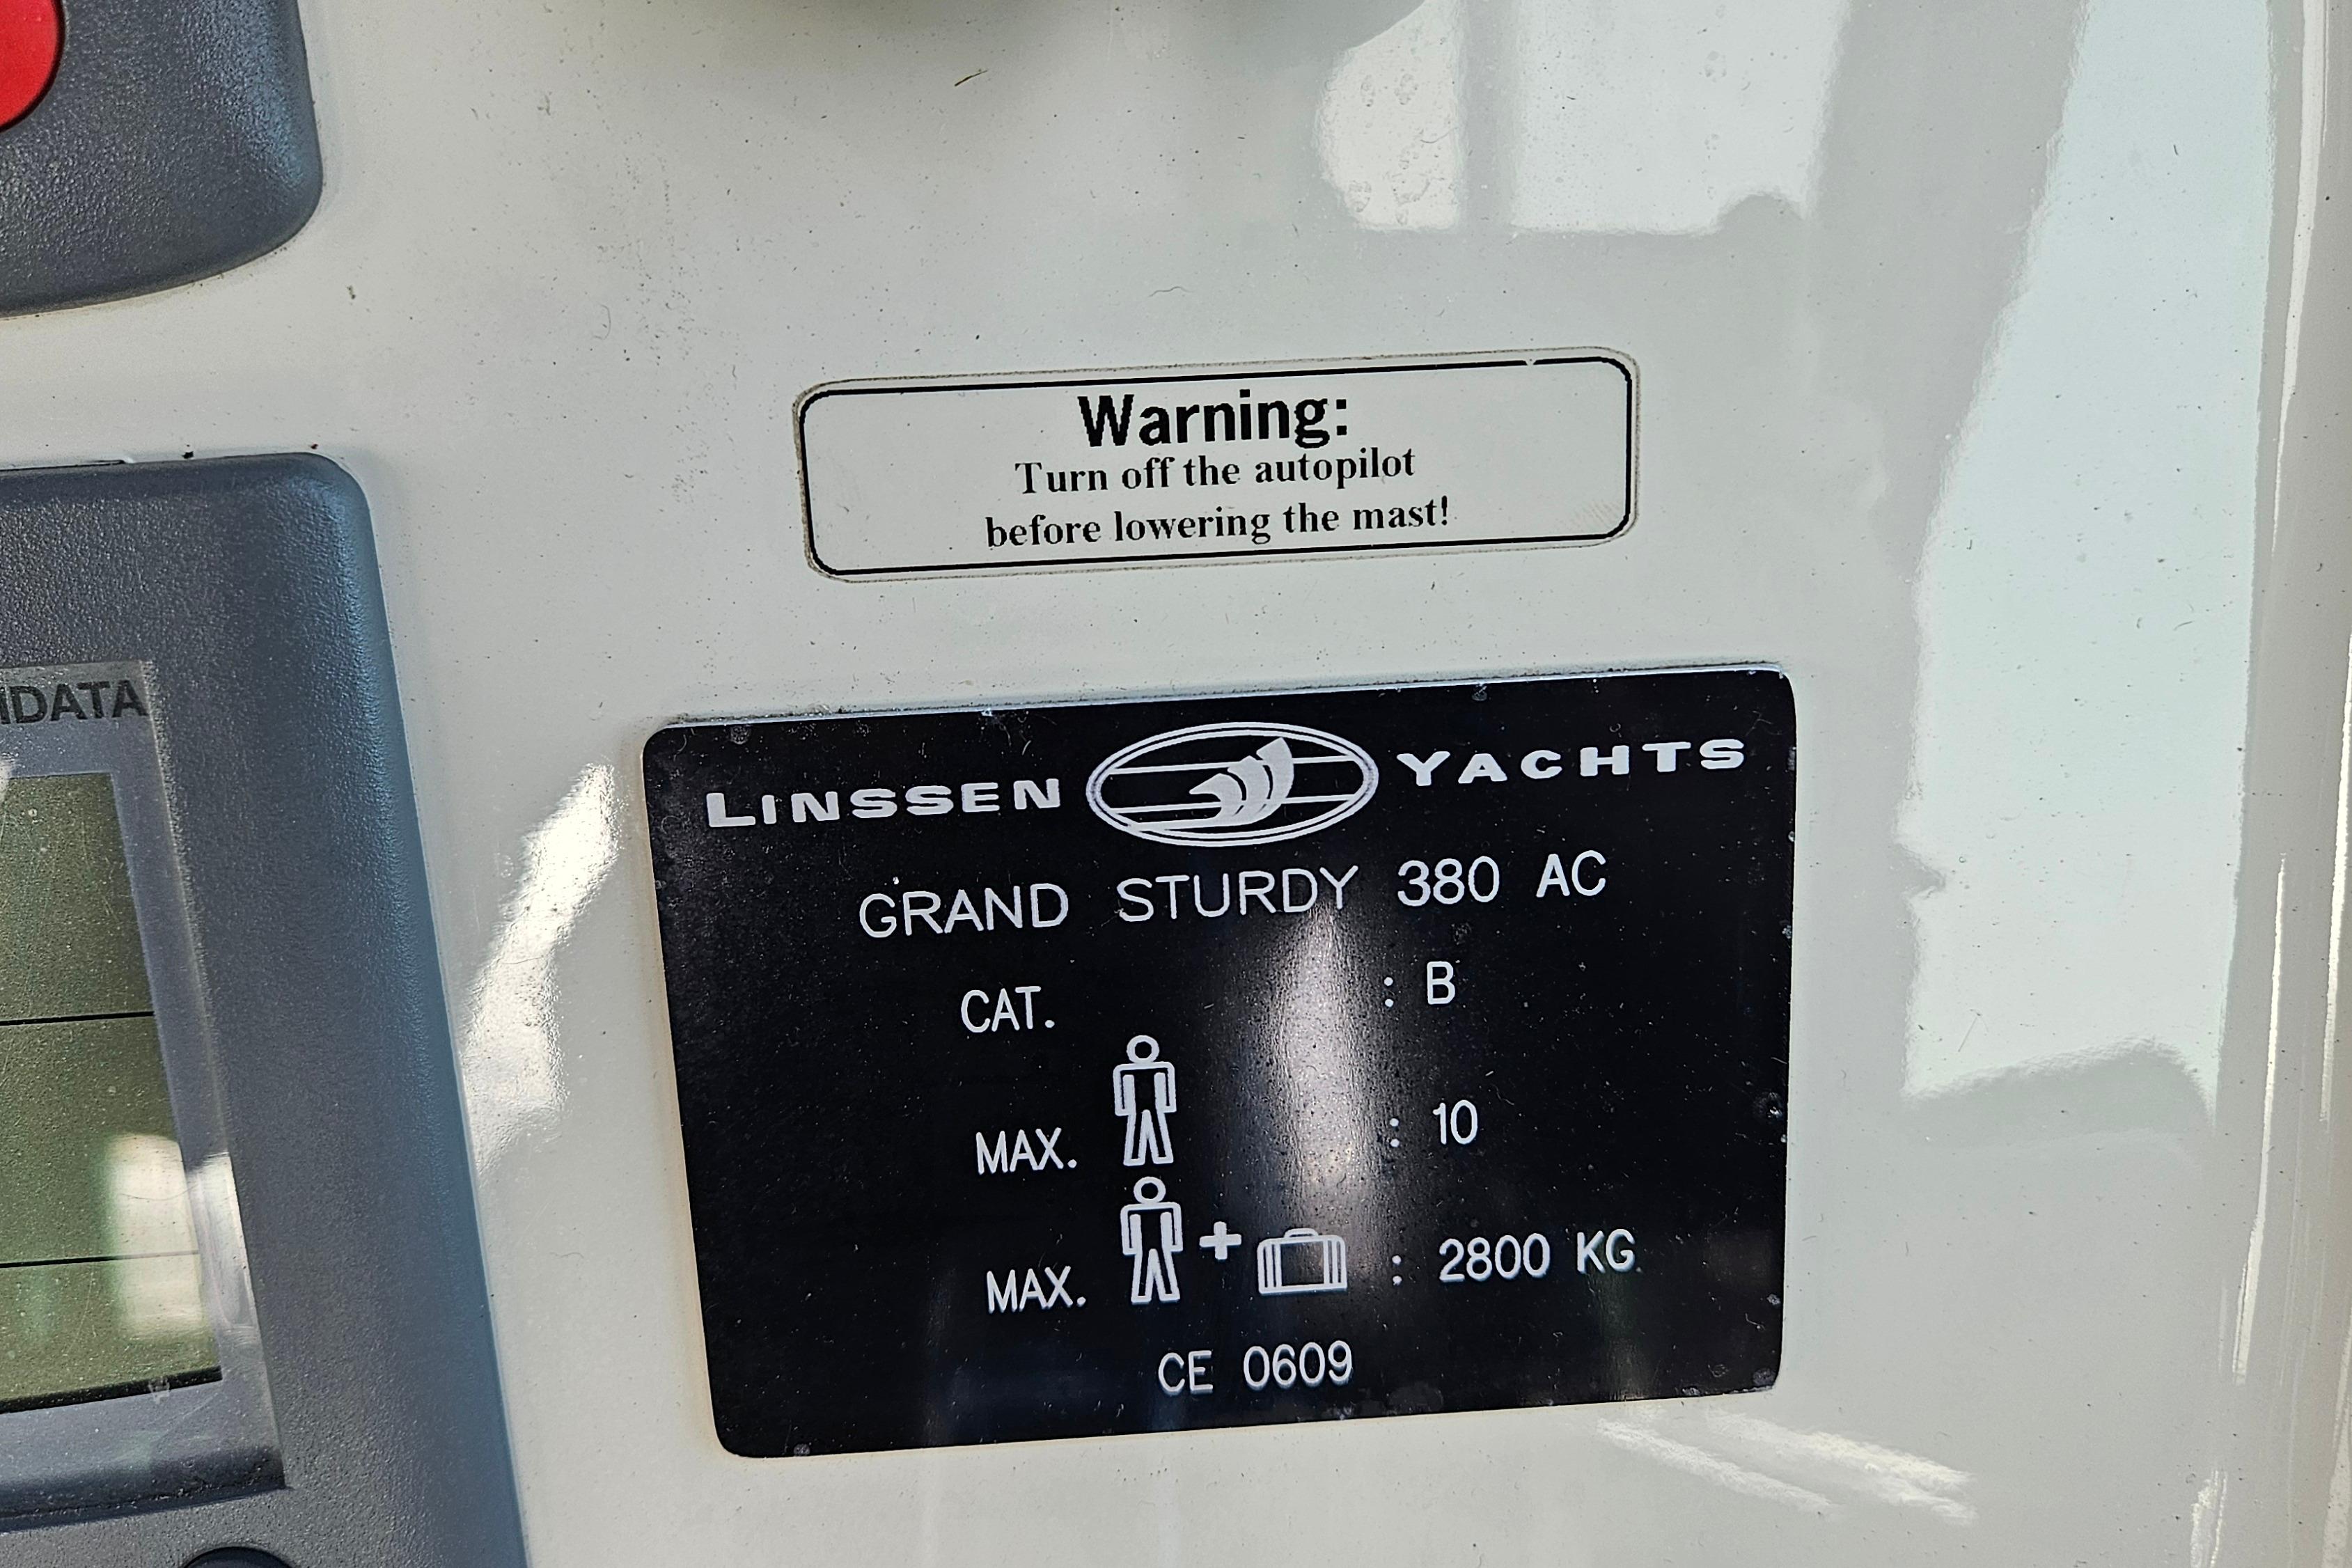 Warning:
Turn off the autopilot
before lowering the mast!
IDATA
LINSSEN YACHTS
GRAND STURDY 380 AC
CAT. : B
MAX. : 10
MAX. + : 2800 KG
CE 0609